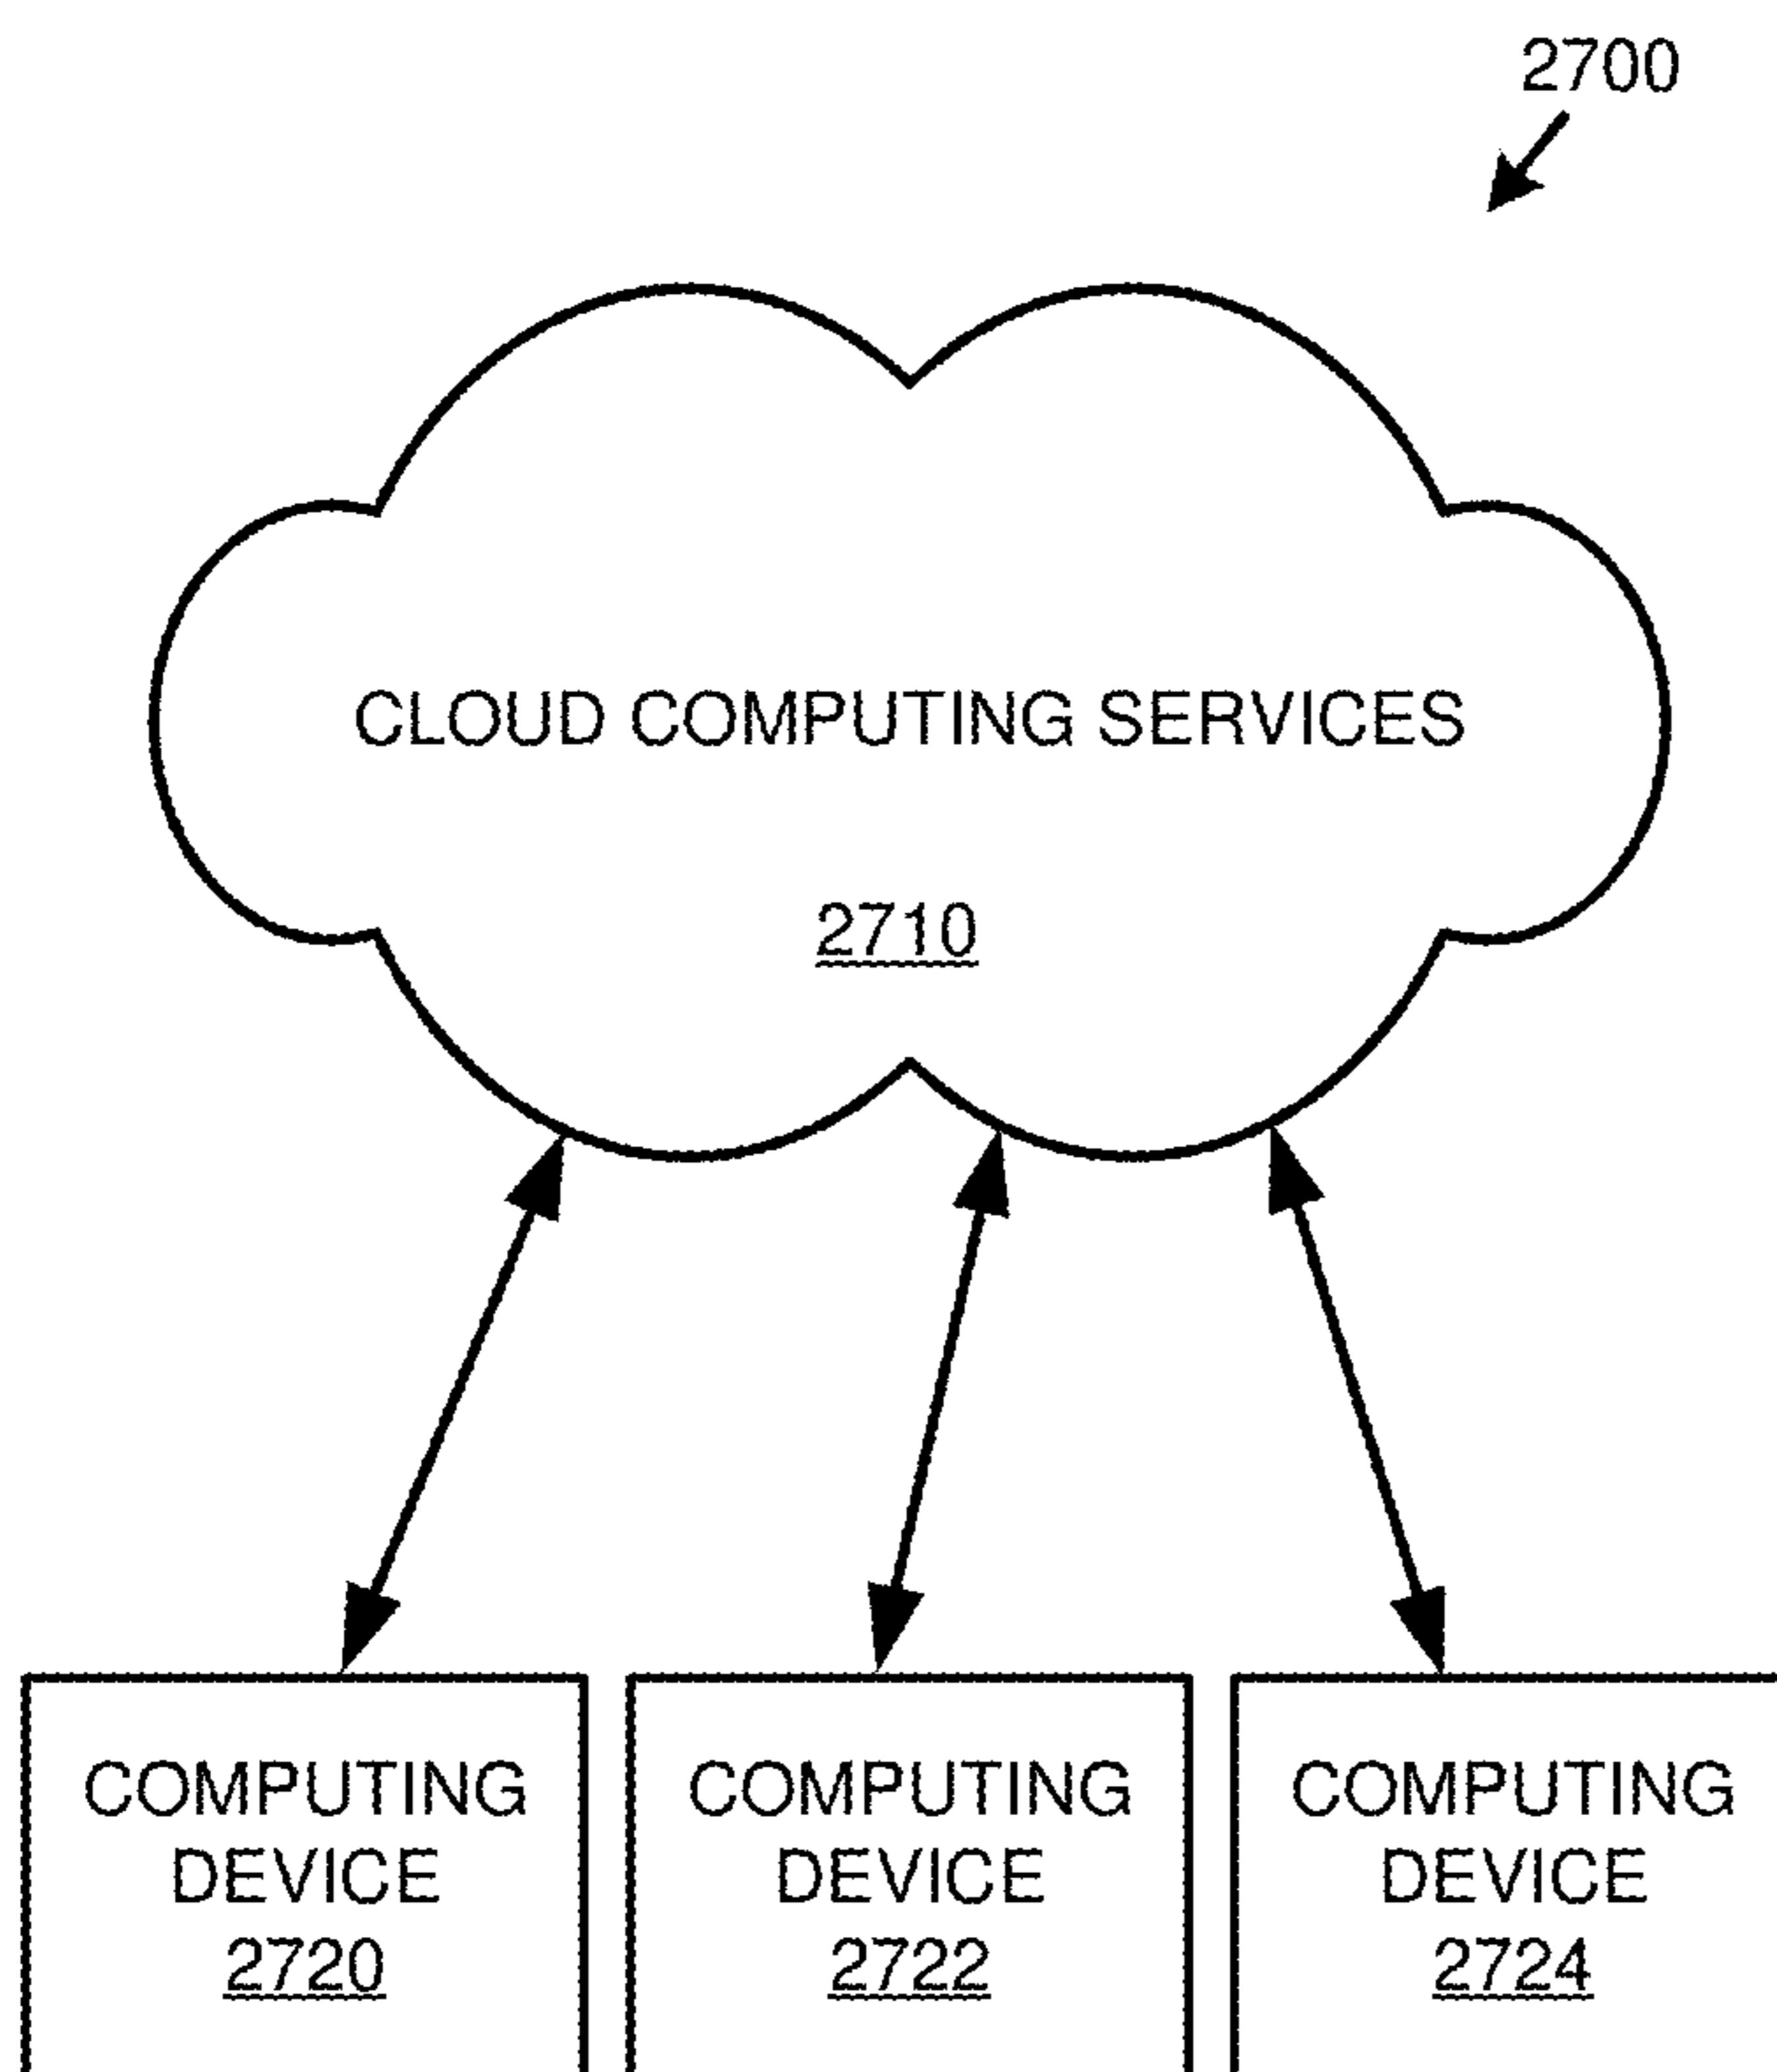 2700
CLOUD COMPUTING SERVICES
2710
COMPUTING
DEVICE
2720
COMPUTING
DEVICE
2722
COMPUTING
DEVICE
2724